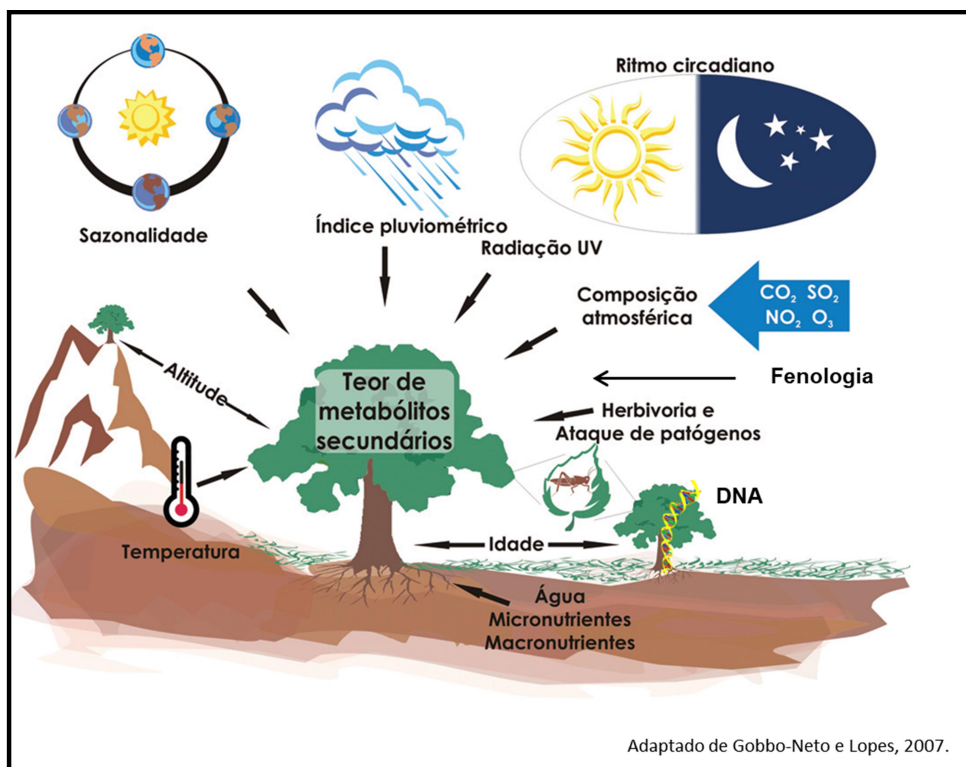 Ritmo circadiano
Sazonalidade
Índice pluviométrico
Radiação UV
Composição
atmosférica
CO₂ SO₂
NO₂ O₃
Altitude
Teor de
metabólitos
secundários
Fenologia
Herbivoria e
Ataque de patógenos
DNA
Temperatura
Idade
Água
Micronutrientes
Macronutrientes
Adaptado de Gobbo-Neto e Lopes, 2007.